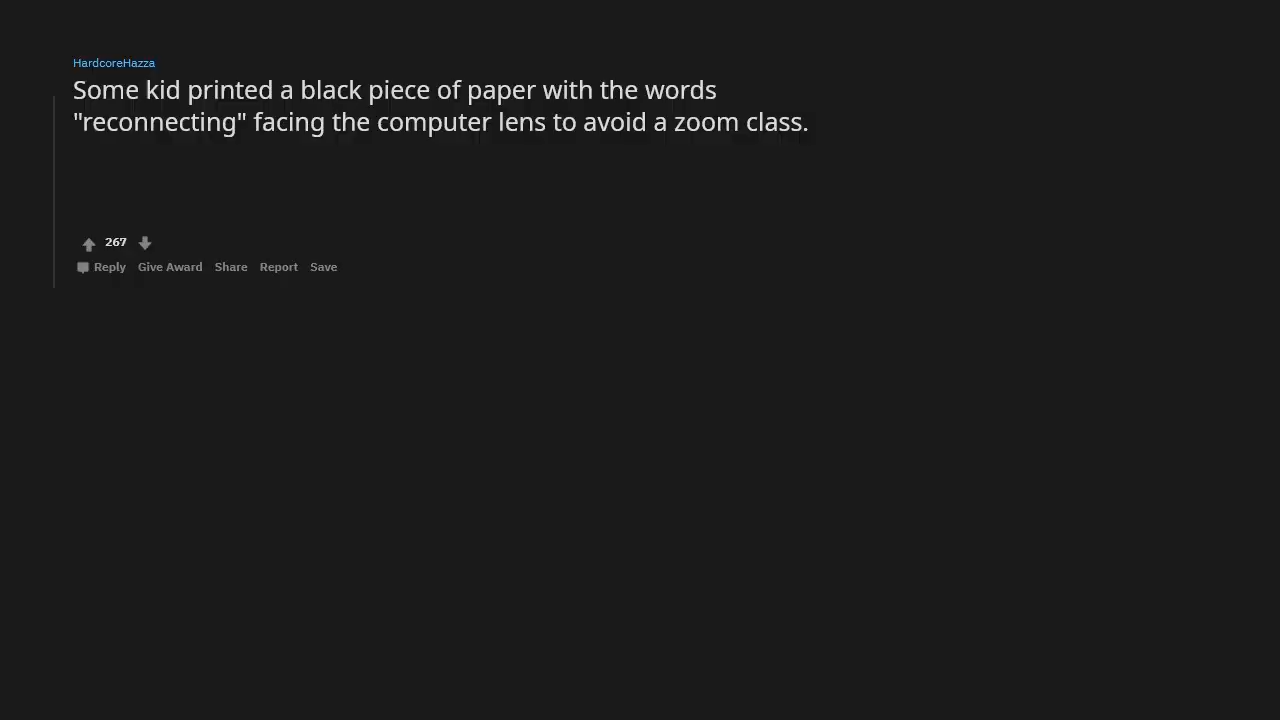 HardcoreHazza
Some kid printed a black piece of paper with the words
"reconnecting" facing the computer lens to avoid a zoom class.
267
Reply Give Award Share Report Save